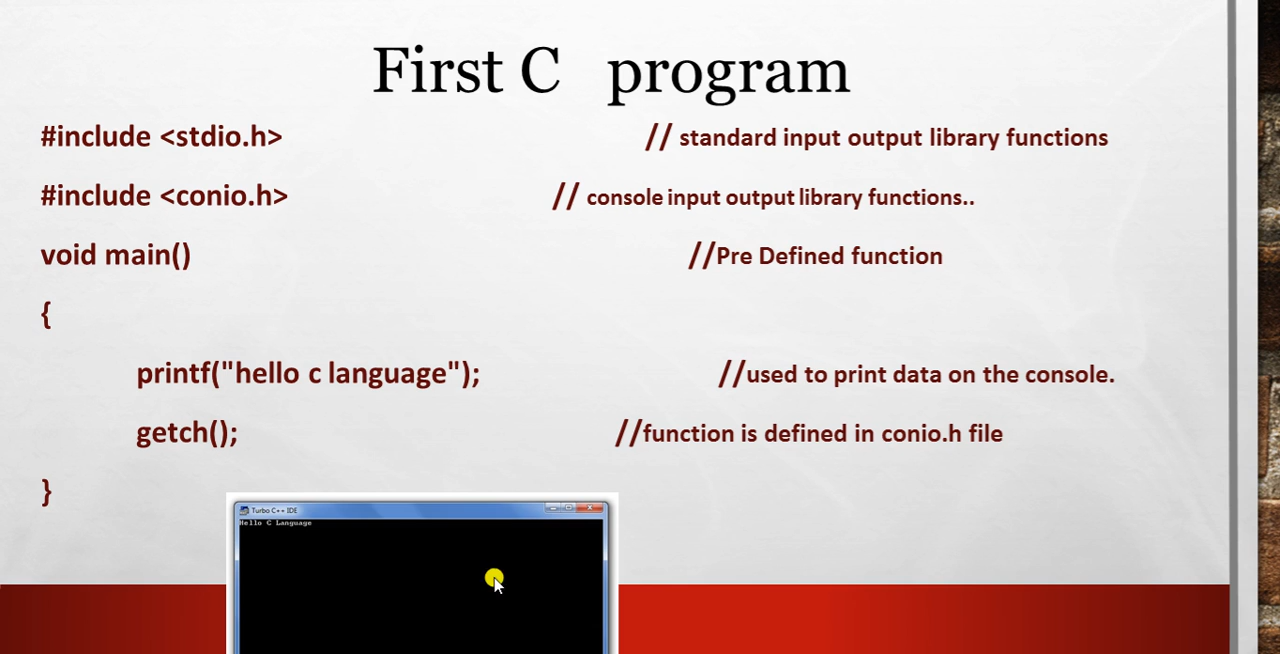 First C program
#include <stdio.h> // standard input output library functions
#include <conio.h> // console input output library functions..
void main() //Pre Defined function
{
printf("hello c language"); //used to print data on the console.
getch(); //function is defined in conio.h file
}
Turbo C++ IDE
Hello C Language